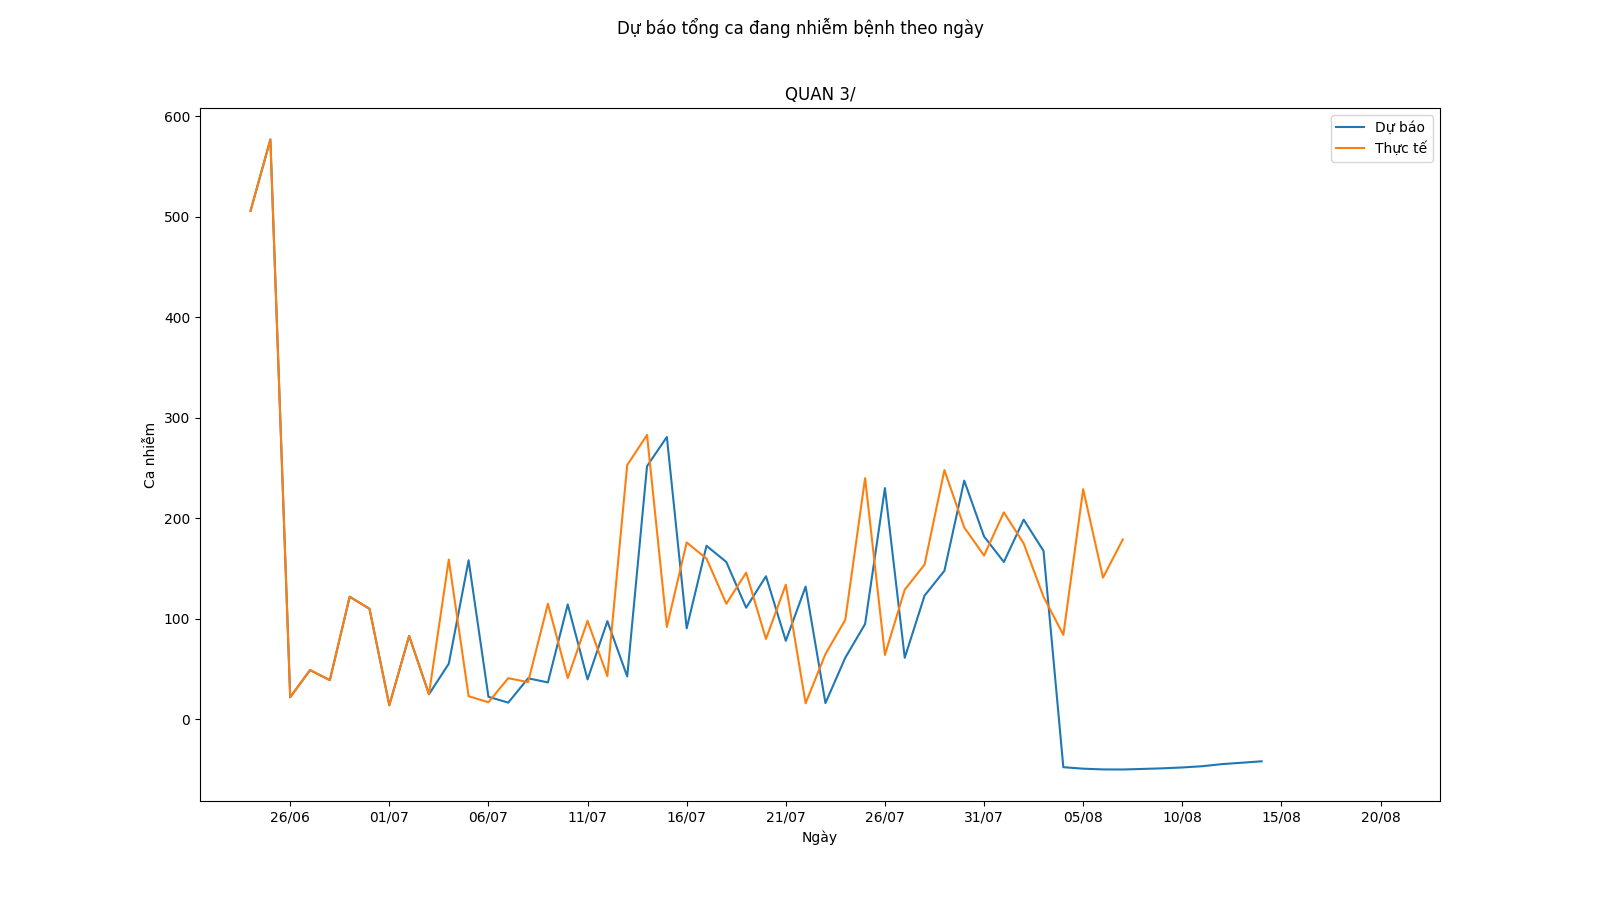 Dự báo tổng ca đang nhiễm bệnh theo ngày
QUAN 3/
600
500
400
300
200
100
0
Ca nhiễm
Dự báo
Thực tế
26/06 01/07 06/07 11/07 16/07 21/07 26/07 31/07 05/08 10/08 15/08 20/08
Ngày